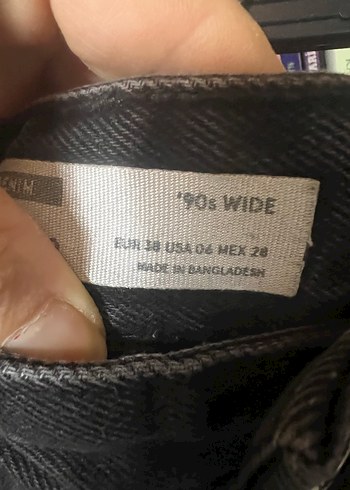 '90s WIDE
EUR 38 USA 06 MEX 28
MADE IN BANGLADESH